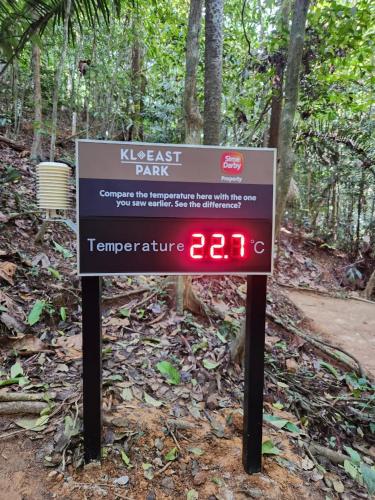 KL EAST
PARK
Sime
Darby
Property
Compare the temperature here with the one
you saw earlier. See the difference?
Temperature 22.1 °C